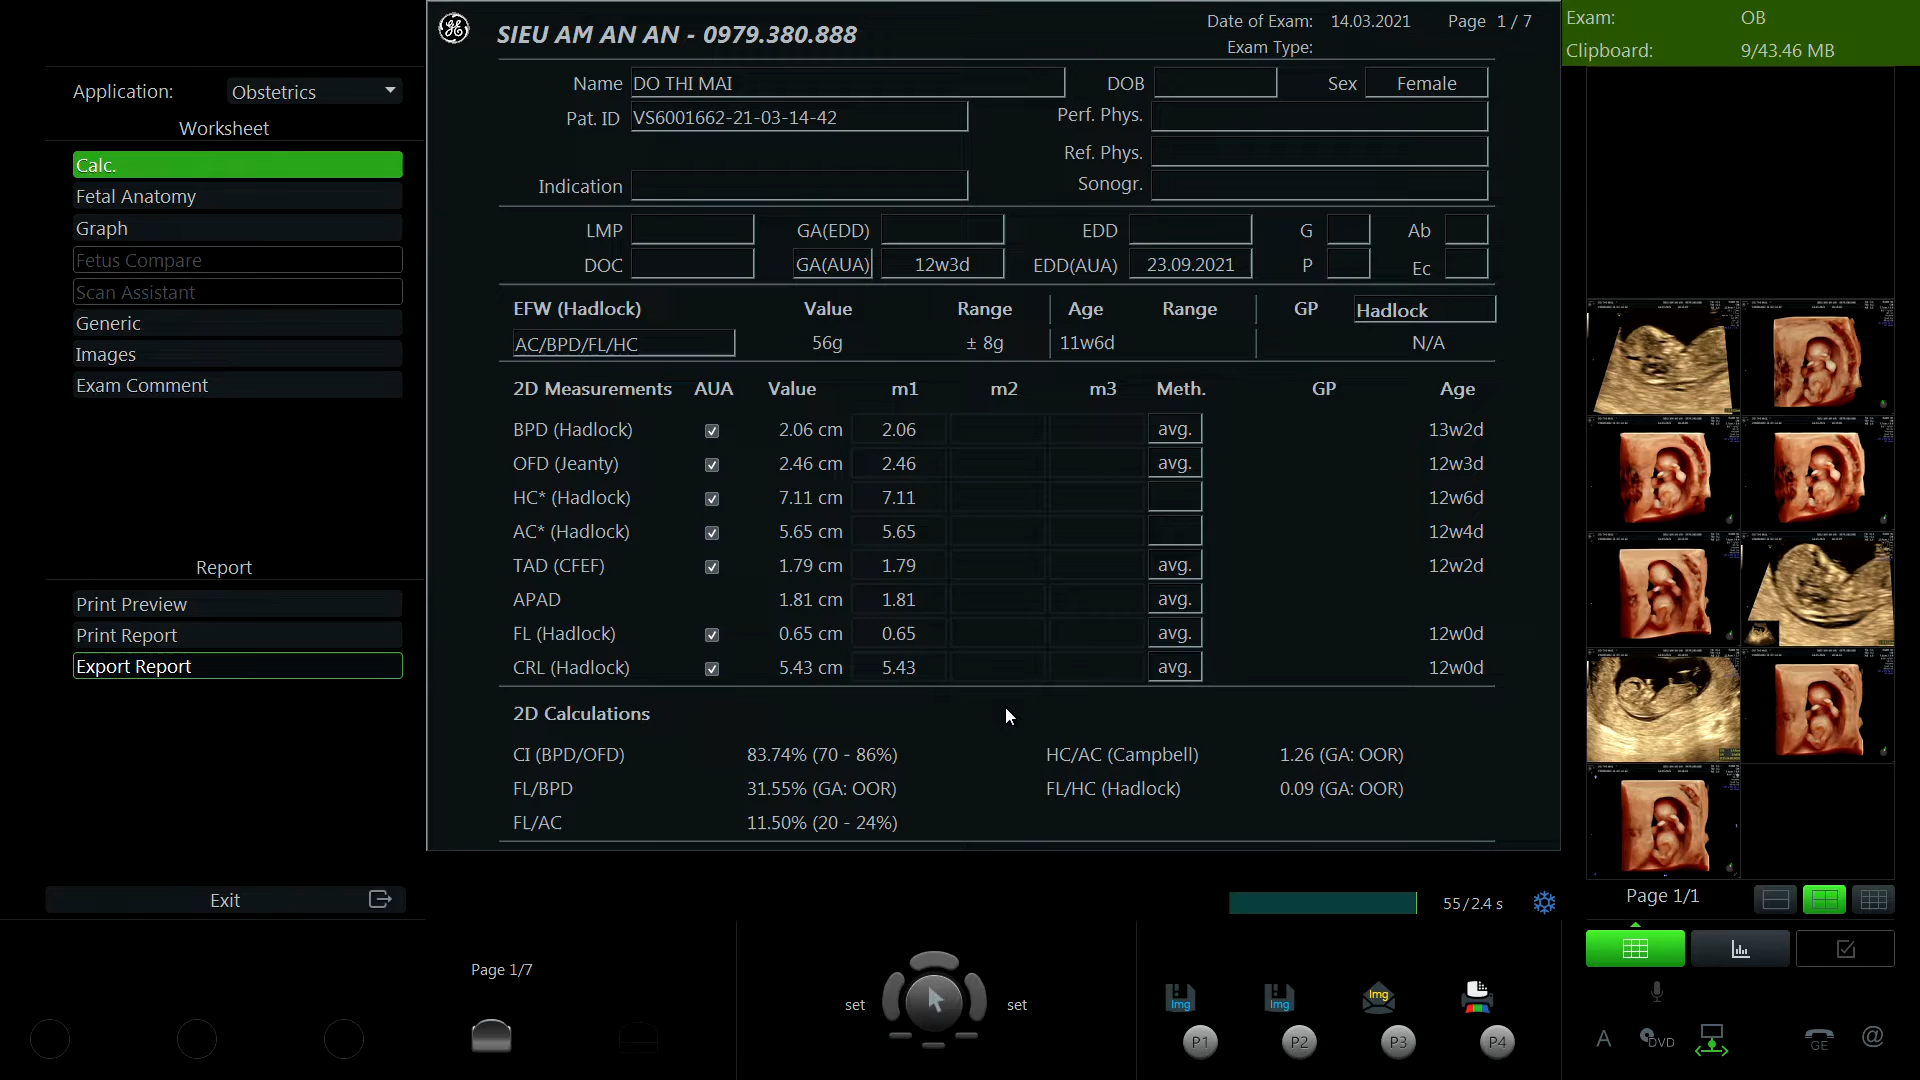 SIEU AM AN AN - 0979.380.888
Date of Exam: 14.03.2021 Page 1 / 7
Exam Type:
Exam: OB
Clipboard: 9/43.46 MB
Application: Obstetrics
Worksheet
Calc.
Fetal Anatomy
Graph
Fetus Compare
Scan Assistant
Generic
Images
Exam Comment
Report
Print Preview
Print Report
Export Report
Exit
Name DO THI MAI DOB Sex Female
Pat. ID VS6001662-21-03-14-42 Perf. Phys.
Ref. Phys.
Indication Sonogr.
LMP GA(EDD) EDD G Ab
DOC GA(AUA) 12w3d EDD(AUA) 23.09.2021 P Ec
EFW (Hadlock) Value Range Age Range GP Hadlock
AC/BPD/FL/HC 56g ± 8g 11w6d N/A
2D Measurements AUA Value m1 m2 m3 Meth. GP Age
BPD (Hadlock) 2.06 cm 2.06 avg. 13w2d
OFD (Jeanty) 2.46 cm 2.46 avg. 12w3d
HC* (Hadlock) 7.11 cm 7.11 12w6d
AC* (Hadlock) 5.65 cm 5.65 12w4d
TAD (CFEF) 1.79 cm 1.79 avg. 12w2d
APAD 1.81 cm 1.81 avg.
FL (Hadlock) 0.65 cm 0.65 avg. 12w0d
CRL (Hadlock) 5.43 cm 5.43 avg. 12w0d
2D Calculations
CI (BPD/OFD) 83.74% (70 - 86%) HC/AC (Campbell) 1.26 (GA: OOR)
FL/BPD 31.55% (GA: OOR) FL/HC (Hadlock) 0.09 (GA: OOR)
FL/AC 11.50% (20 - 24%)
55/2.4 s
Page 1/1
Page 1/7
set set
Img Img Img
P1 P2 P3 P4
A DVD GE @